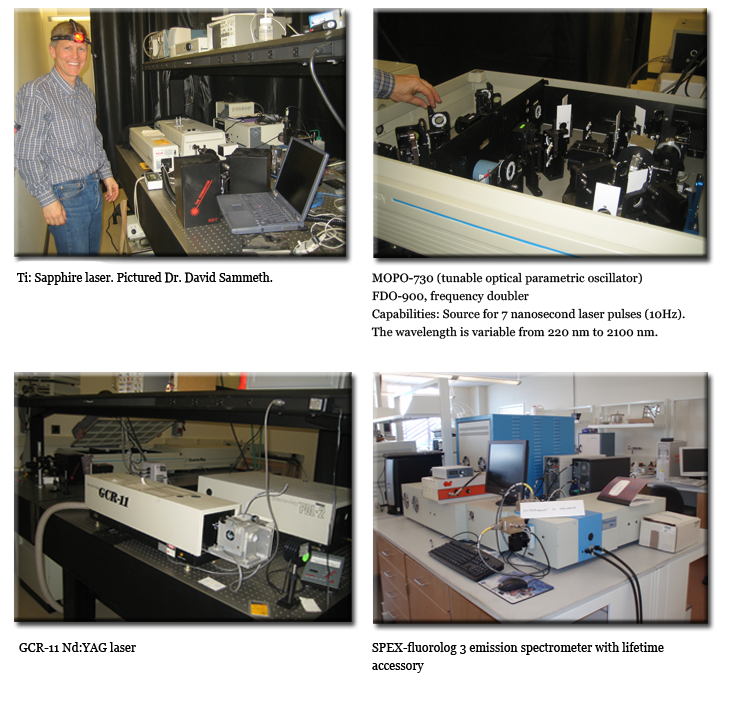 Ti: Sapphire laser. Pictured Dr. David Sammeth.
MOPO-730 (tunable optical parametric oscillator)
FDO-900, frequency doubler
Capabilities: Source for 7 nanosecond laser pulses (10Hz).
The wavelength is variable from 220 nm to 2100 nm.
GCR-11
PDL-2
GCR-11 Nd:YAG laser
SPEX-fluorolog 3 emission spectrometer with lifetime
accessory